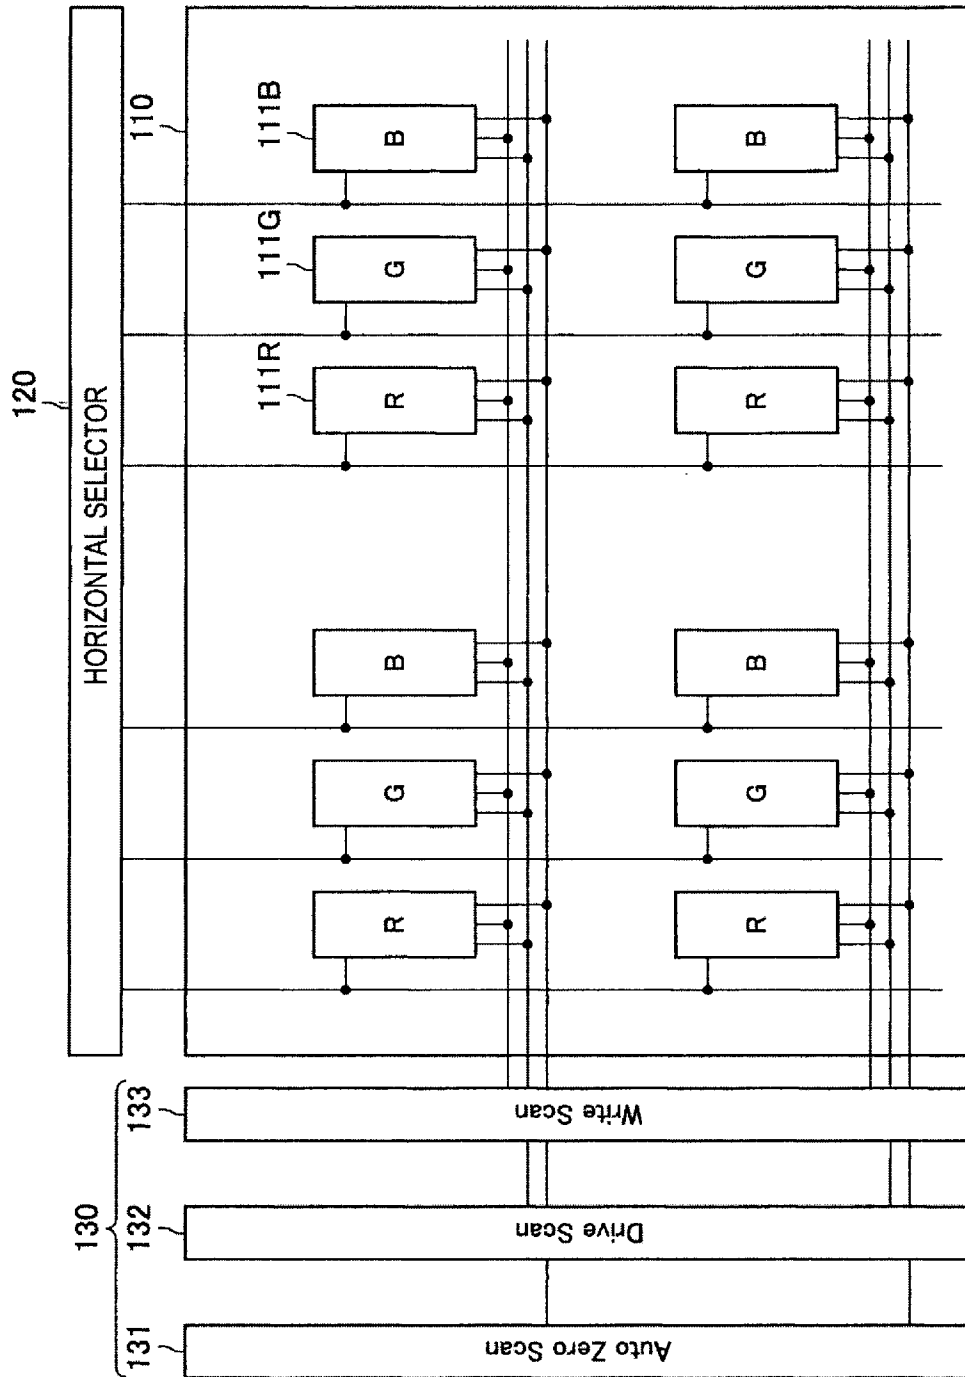 120
HORIZONTAL SELECTOR
110
130
131
132
133
111R
111G
111B
R
G
B
R
G
B
R
G
B
R
G
B
Auto Zero Scan
Drive Scan
Write Scan